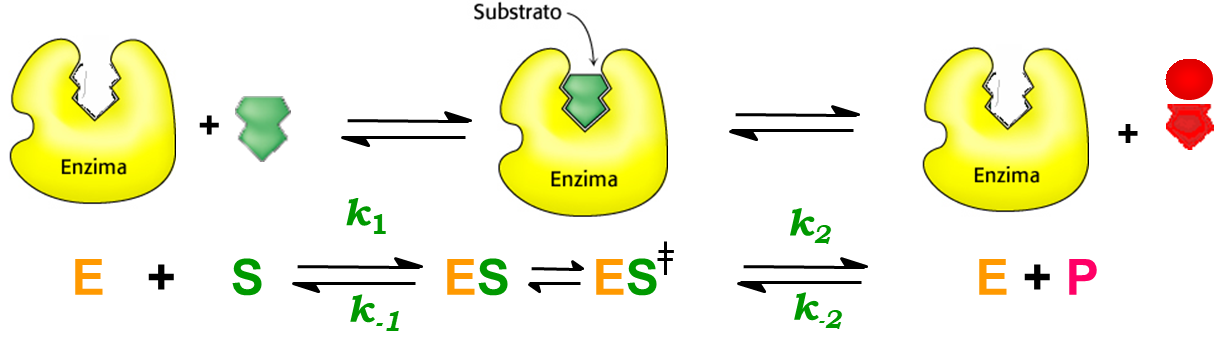 Substrato
Enzima + Enzima Enzima +
k1 k2
E + S ES ES‡ E + P
k-1 k-2